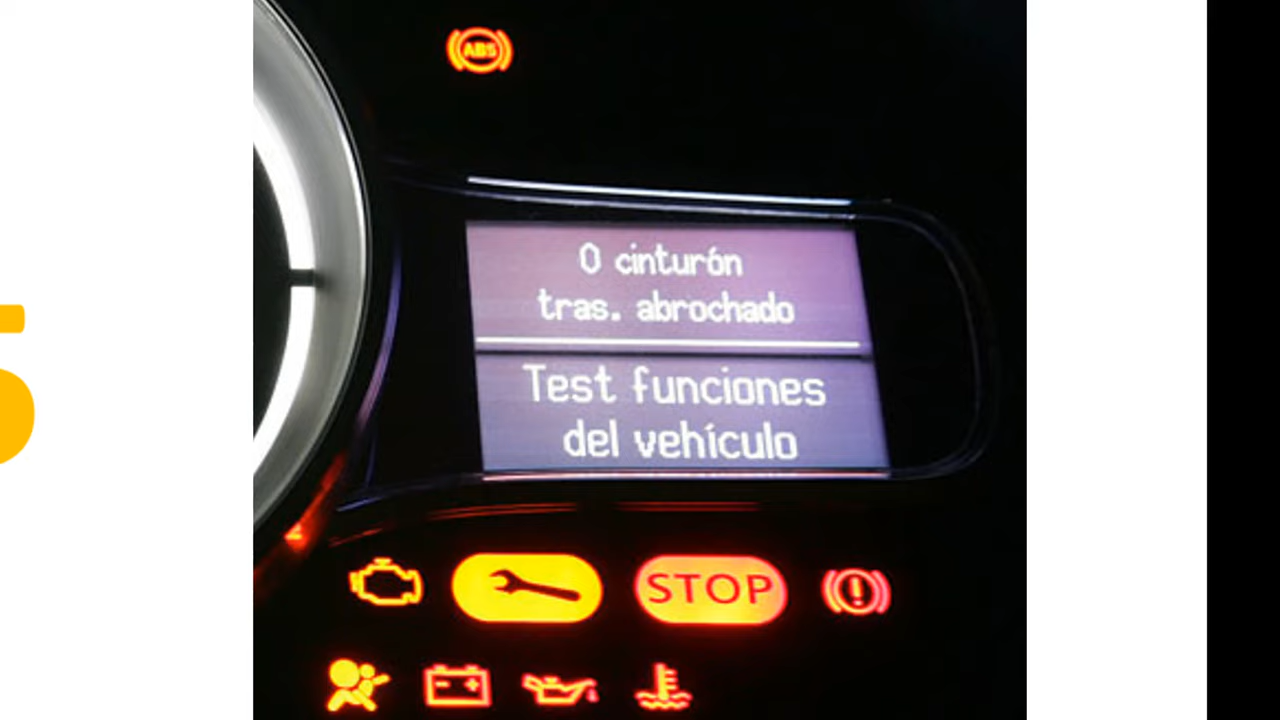 ABS
0 cinturón
tras. abrochado
Test funciones
del vehículo
STOP